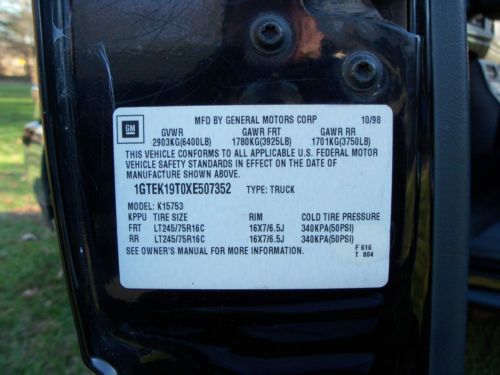 MFD BY GENERAL MOTORS CORP 10/98
GM
GVWR GAWR FRT GAWR RR
2903KG(6400LB) 1780KG(3925LB) 1701KG(3750LB)
THIS VEHICLE CONFORMS TO ALL APPLICABLE U.S. FEDERAL MOTOR
VEHICLE SAFETY STANDARDS IN EFFECT ON THE DATE OF
MANUFACTURE SHOWN ABOVE.
1GTEK19T0XE507352 TYPE: TRUCK
MODEL: K15753
KPPU TIRE SIZE RIM COLD TIRE PRESSURE
FRT LT245/75R16C 16X7/6.5J 340KPA(50PSI)
RR LT245/75R16C 16X7/6.5J 340KPA(50PSI)
SEE OWNER'S MANUAL FOR MORE INFORMATION.
F 616
T 804